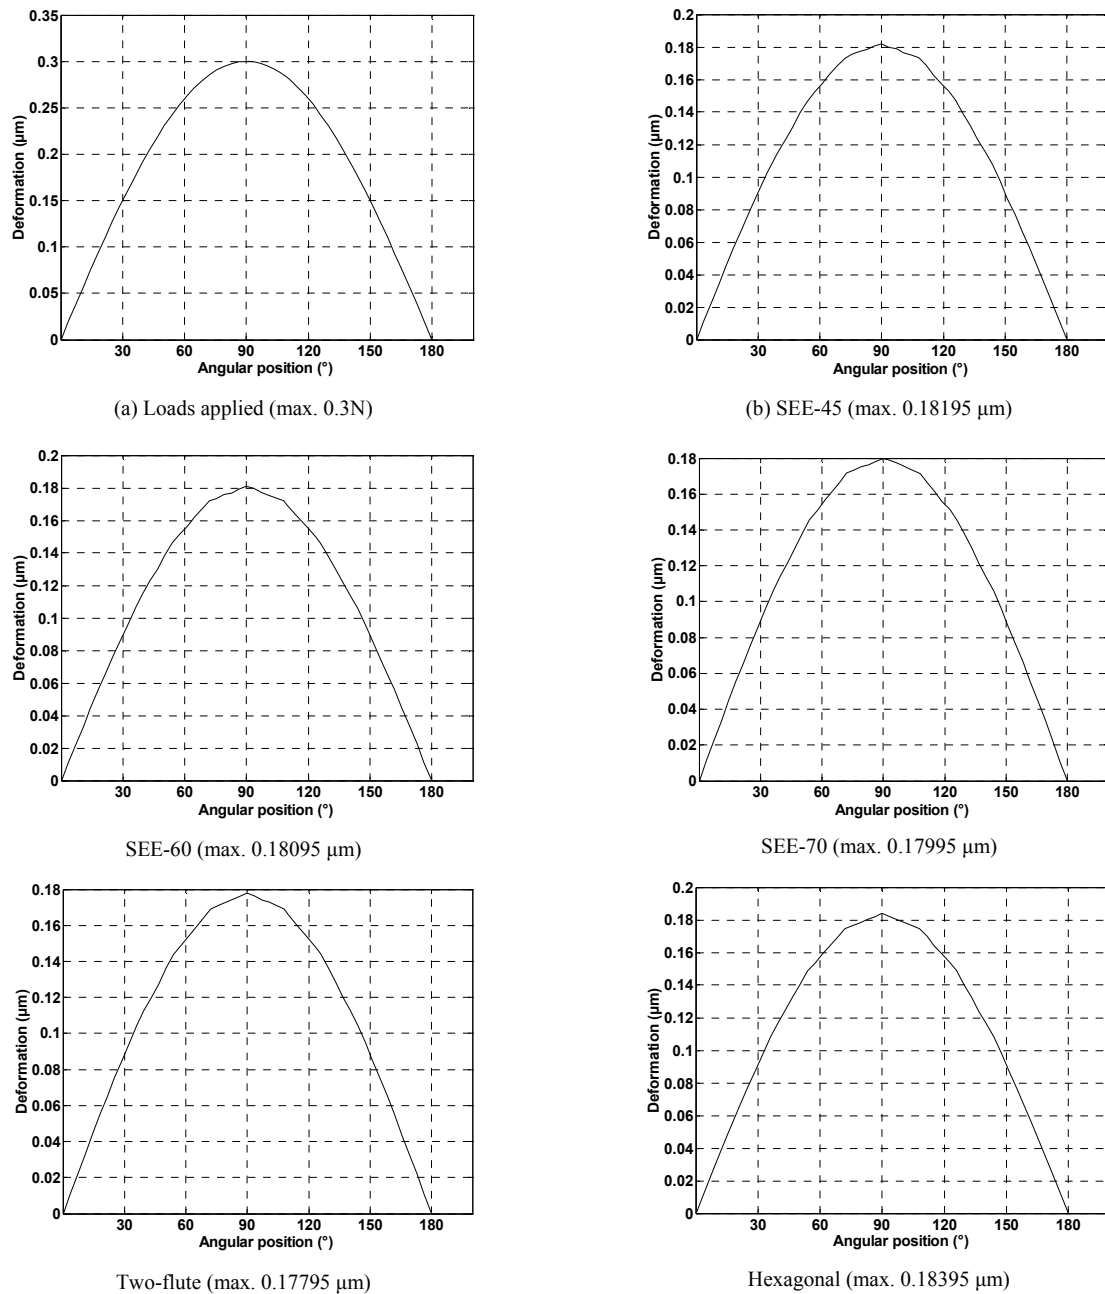 0.35
0.3
0.25
0.2
0.15
0.1
0.05
0
Deformation (μm)
30 60 90 120 150 180
Angular position (°)
(a) Loads applied (max. 0.3N)
0.2
0.18
0.16
0.14
0.12
0.1
0.08
0.06
0.04
0.02
0
Deformation (μm)
30 60 90 120 150 180
Angular position (°)
(b) SEE-45 (max. 0.18195 μm)
0.2
0.18
0.16
0.14
0.12
0.1
0.08
0.06
0.04
0.02
0
Deformation (μm)
30 60 90 120 150 180
Angular position (°)
SEE-60 (max. 0.18095 μm)
0.18
0.16
0.14
0.12
0.1
0.08
0.06
0.04
0.02
0
Deformation (μm)
30 60 90 120 150 180
Angular position (°)
SEE-70 (max. 0.17995 μm)
0.18
0.16
0.14
0.12
0.1
0.08
0.06
0.04
0.02
0
Deformation (μm)
30 60 90 120 150 180
Angular position (°)
Two-flute (max. 0.17795 μm)
0.2
0.18
0.16
0.14
0.12
0.1
0.08
0.06
0.04
0.02
0
Deformation (μm)
30 60 90 120 150 180
Angular position (°)
Hexagonal (max. 0.18395 μm)